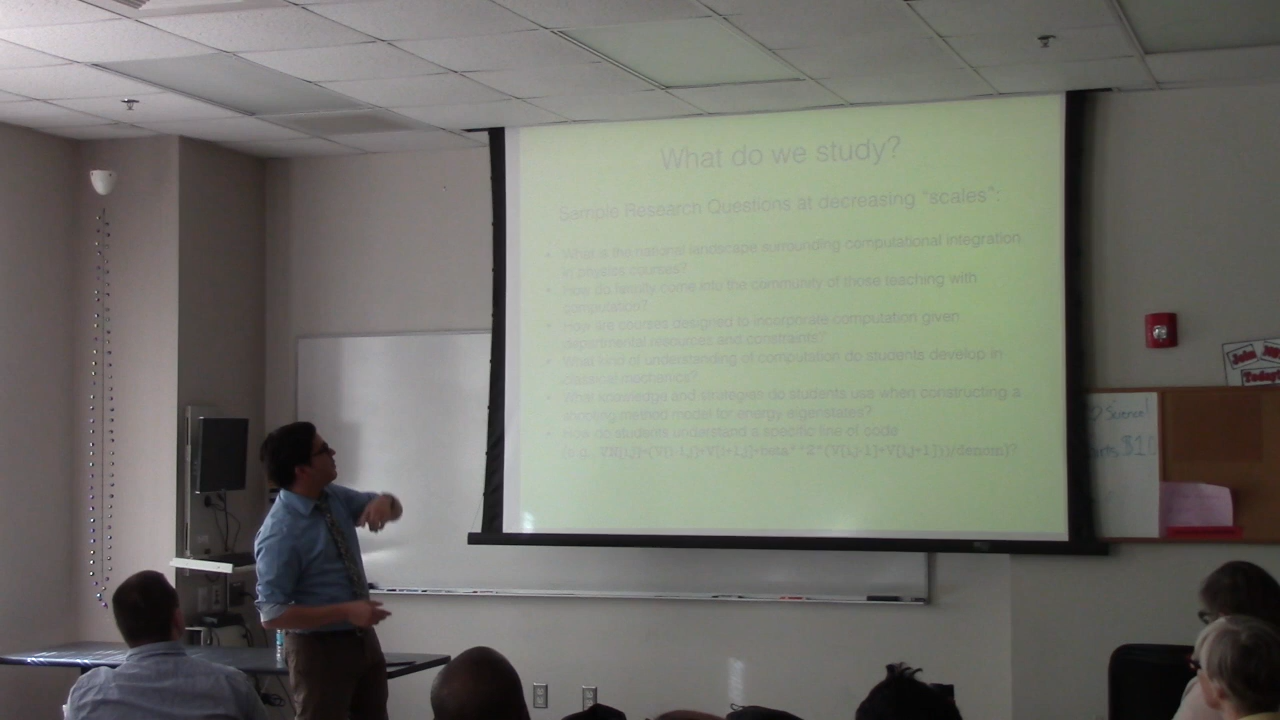 What do we study?
Sample Research Questions at decreasing "scales":
• What is the national landscape surrounding computational integration
in physics courses?
• How do faculty come into the community of those teaching with
computation?
• How are courses designed to incorporate computation given
departmental resources and constraints?
• What kind of understanding of computation do students develop in
classical mechanics?
• What knowledge and strategies do students use when constructing a
shooting method model for energy eigenstates?
• How do students understand a specific line of code
(e.g.,
John
Today!
Science!
$10